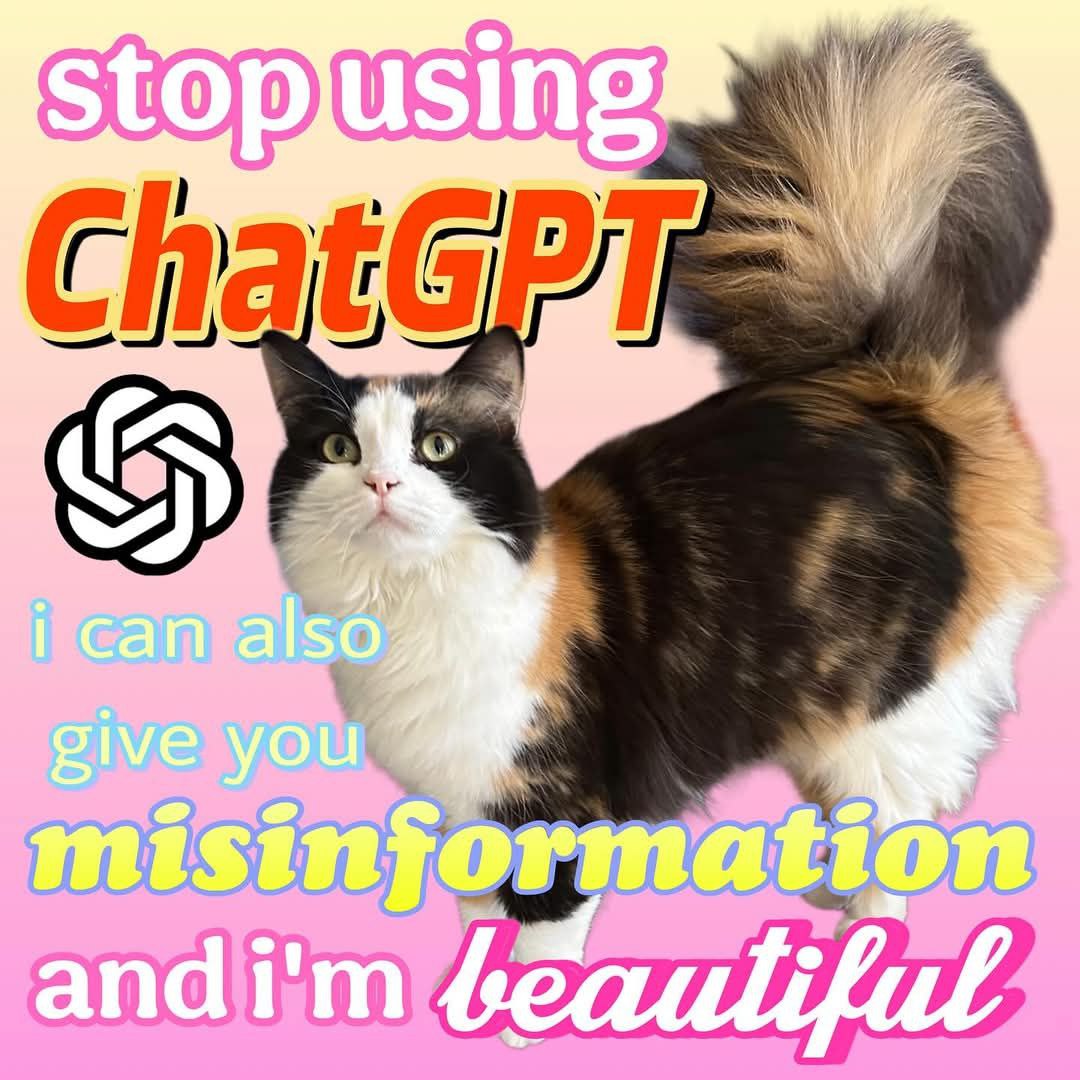 stop using
ChatGPT
i can also
give you
misinformation
and i'm beautiful